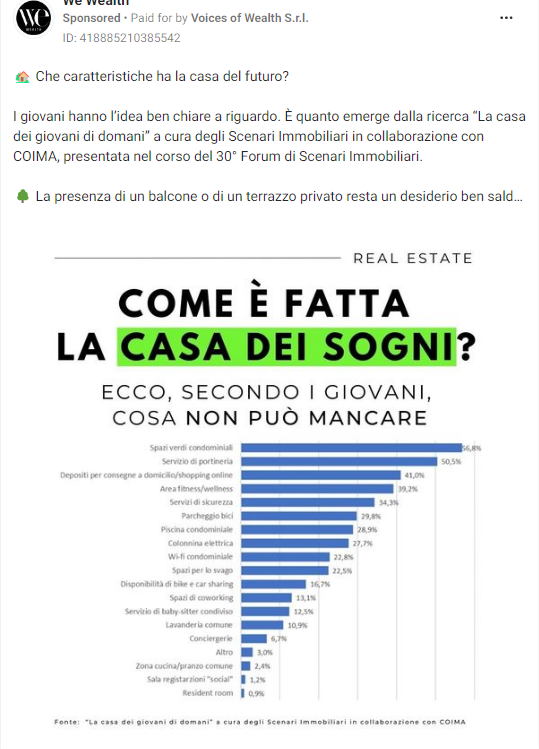 We Wealth
Sponsored • Paid for by Voices of Wealth S.r.l.
ID: 418885210385542
Che caratteristiche ha la casa del futuro?
I giovani hanno l'idea ben chiare a riguardo. È quanto emerge dalla ricerca "La casa
dei giovani di domani" a cura degli Scenari Immobiliari in collaborazione con
COIMA, presentata nel corso del 30° Forum di Scenari Immobiliari.
La presenza di un balcone o di un terrazzo privato resta un desiderio ben sald...
REAL ESTATE
COME È FATTA
LA CASA DEI SOGNI?
ECCO, SECONDO I GIOVANI,
COSA NON PUÒ MANCARE
Spazi verdi condominiali 56,8%
Servizio di portineria 50,5%
Depositi per consegne a domicilio/shopping online 41,0%
Area fitness/wellness 39,2%
Servizi di sicurezza 34,3%
Parcheggio bici 29,8%
Piscina condominiale 28,9%
Colonnina elettrica 27,7%
Wi-fi condominiale 22,8%
Spazi per lo svago 22,5%
Disponibilità di bike e car sharing 16,7%
Spazi di coworking 13,1%
Servizio di baby-sitter condiviso 12,5%
Lavanderia comune 10,9%
Conciergerie 6,7%
Altro 3,0%
Zona cucina/pranzo comune 2,4%
Sala registarzioni "social" 1,2%
Resident room 0,9%
Fonte: "La casa dei giovani di domani" a cura degli Scenari Immobiliari in collaborazione con COIMA